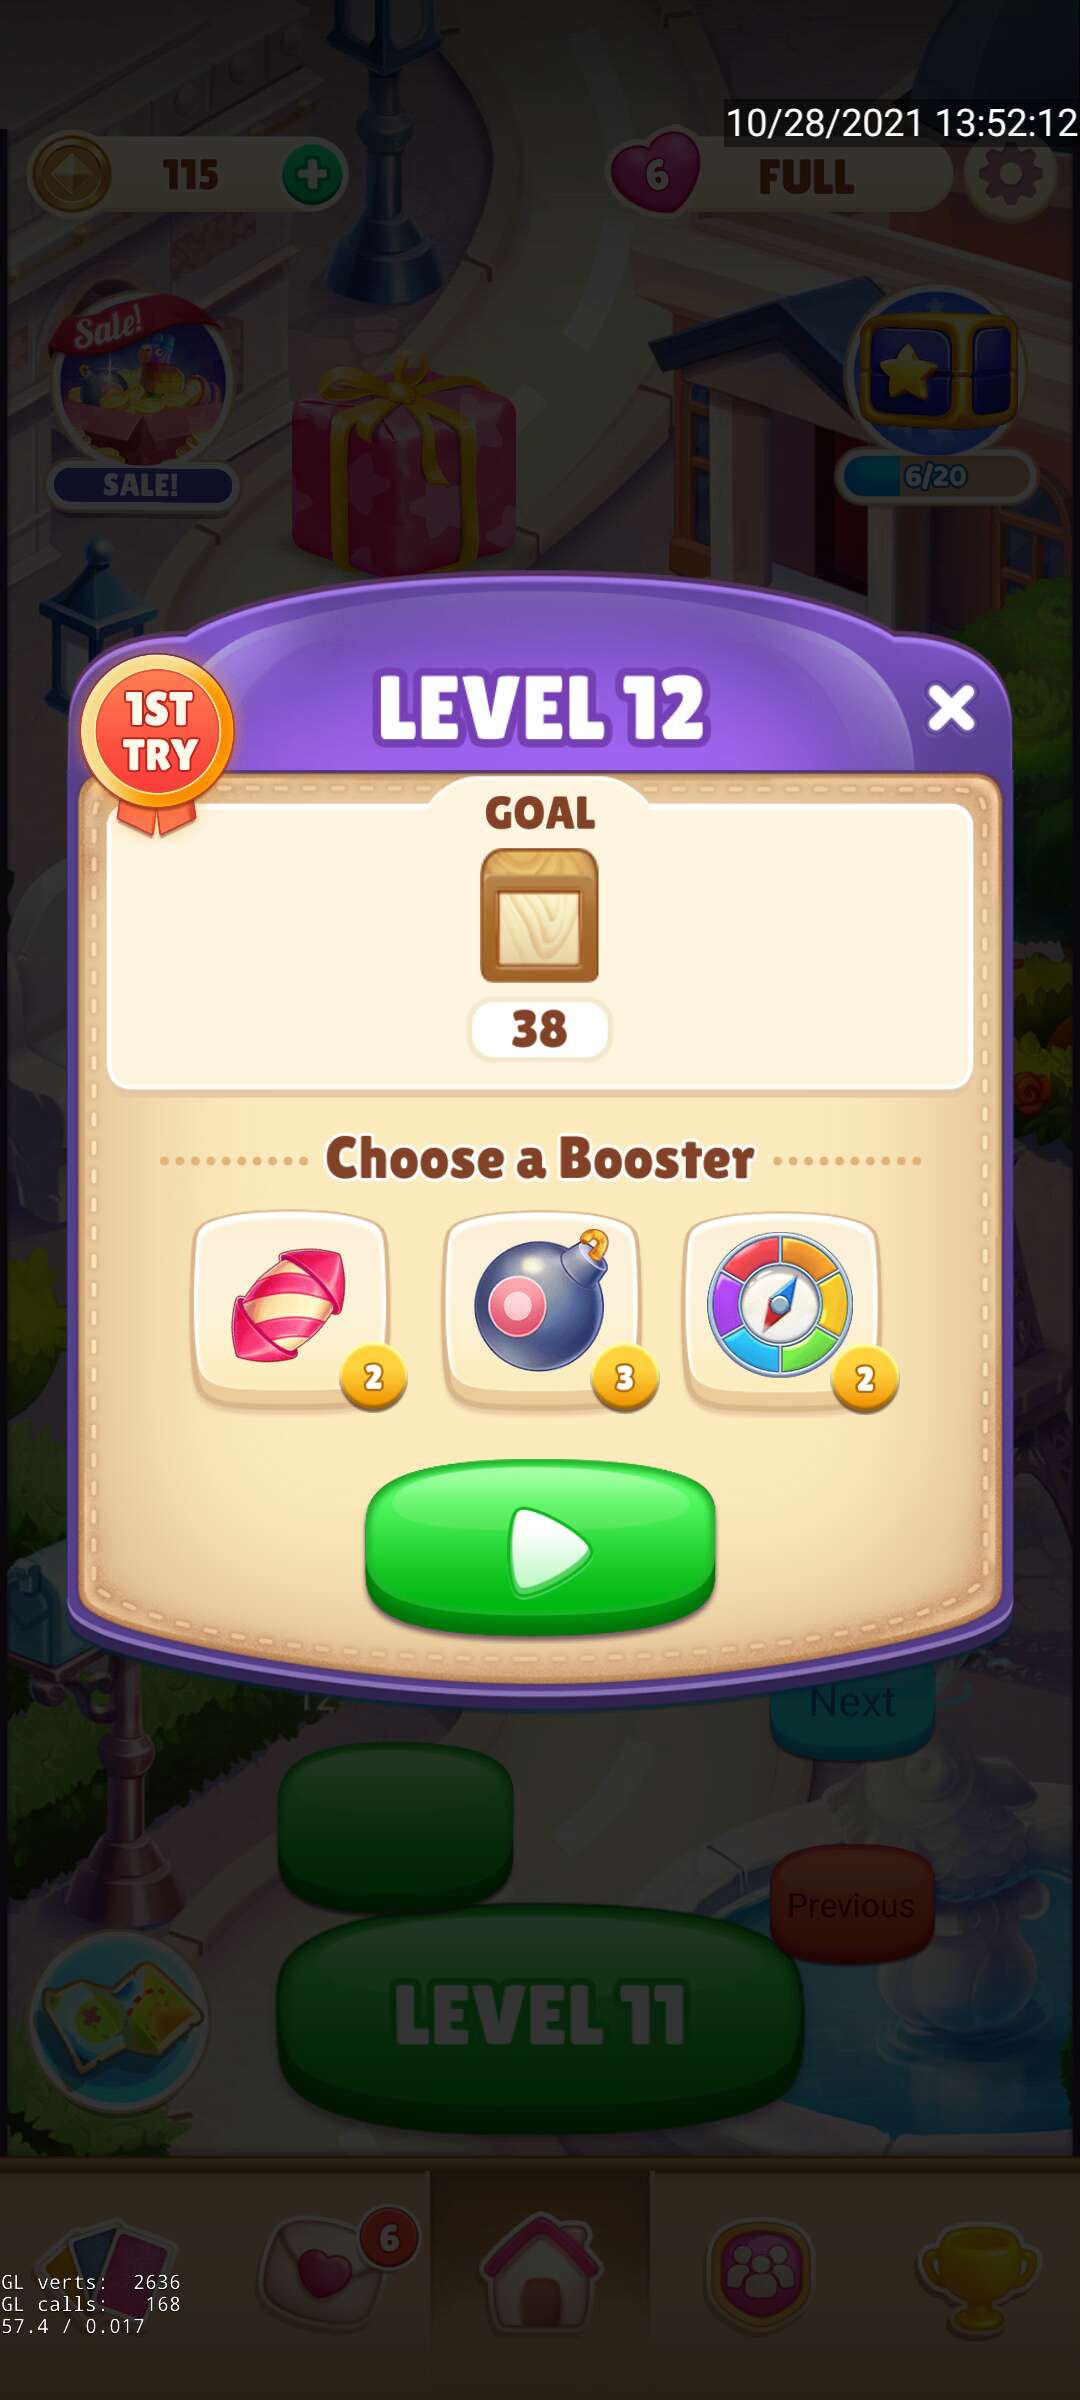 10/28/2021 13:52:12
115
6
FULL
Sale!
SALE!
6/20
1ST
TRY
LEVEL 12
GOAL
38
Choose a Booster
2
3
2
12
Next
Previous
LEVEL 11
6
GL verts: 2636
GL calls: 168
57.4 / 0.017